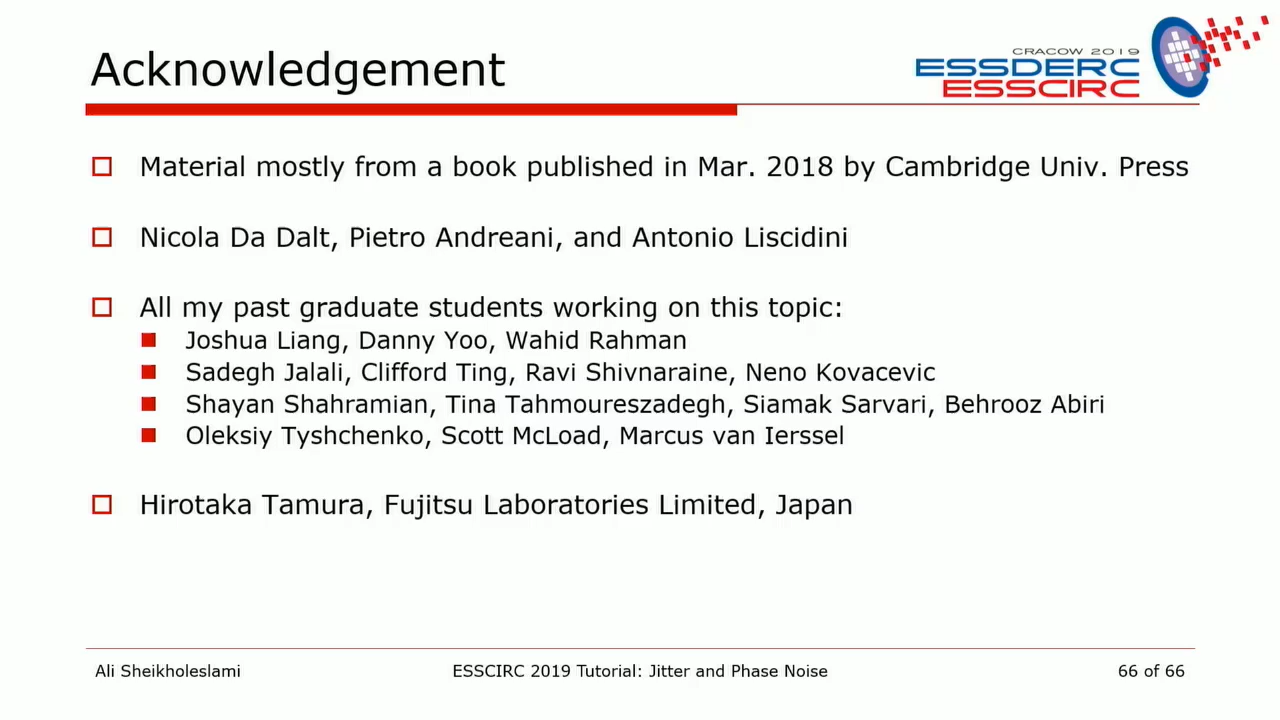 Acknowledgement
CRACOW 2019
ESSDERC
ESSCIRC
Material mostly from a book published in Mar. 2018 by Cambridge Univ. Press
Nicola Da Dalt, Pietro Andreani, and Antonio Liscidini
All my past graduate students working on this topic:
Joshua Liang, Danny Yoo, Wahid Rahman
Sadegh Jalali, Clifford Ting, Ravi Shivnaraine, Neno Kovacevic
Shayan Shahramian, Tina Tahmoureszadegh, Siamak Sarvari, Behrooz Abiri
Oleksiy Tyshchenko, Scott McLoad, Marcus van Ierssel
Hirotaka Tamura, Fujitsu Laboratories Limited, Japan
Ali Sheikholeslami
ESSCIRC 2019 Tutorial: Jitter and Phase Noise
66 of 66